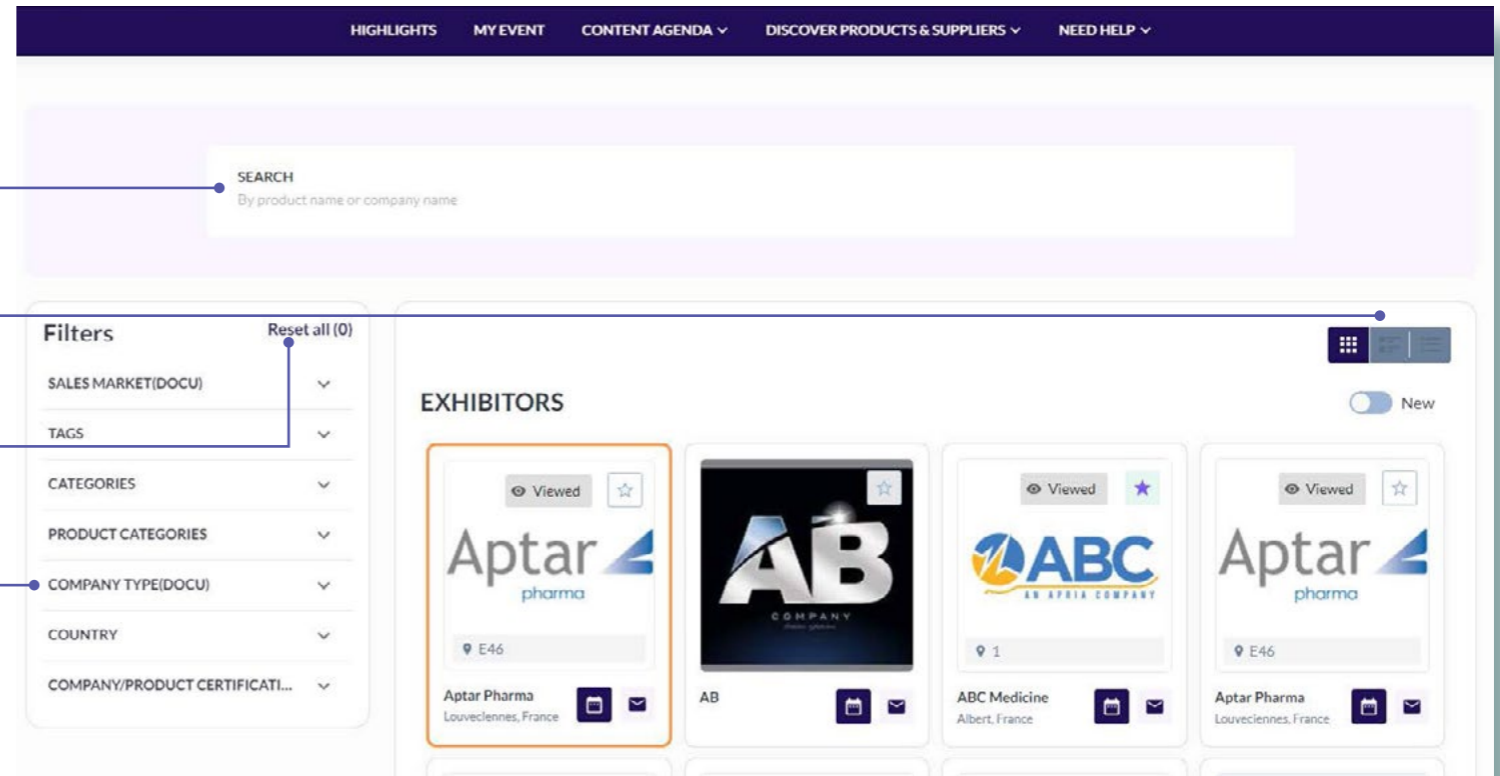 HIGHLIGHTS MY EVENT CONTENT AGENDA DISCOVER PRODUCTS & SUPPLIERS NEED HELP
SEARCH
By product name or company name
Filters Reset all (0)
SALES MARKET(DOCU)
TAGS
CATEGORIES
PRODUCT CATEGORIES
COMPANY TYPE(DOCU)
COUNTRY
COMPANY/PRODUCT CERTIFICATI...
EXHIBITORS
New
Viewed
Aptar
pharma
E46
Aptar Pharma
Louveciennes, France
AB
COMPANY
AB
Viewed
ABC
AN APRIA COMPANY
1
ABC Medicine
Albert, France
Viewed
Aptar
pharma
E46
Aptar Pharma
Louveciennes, France